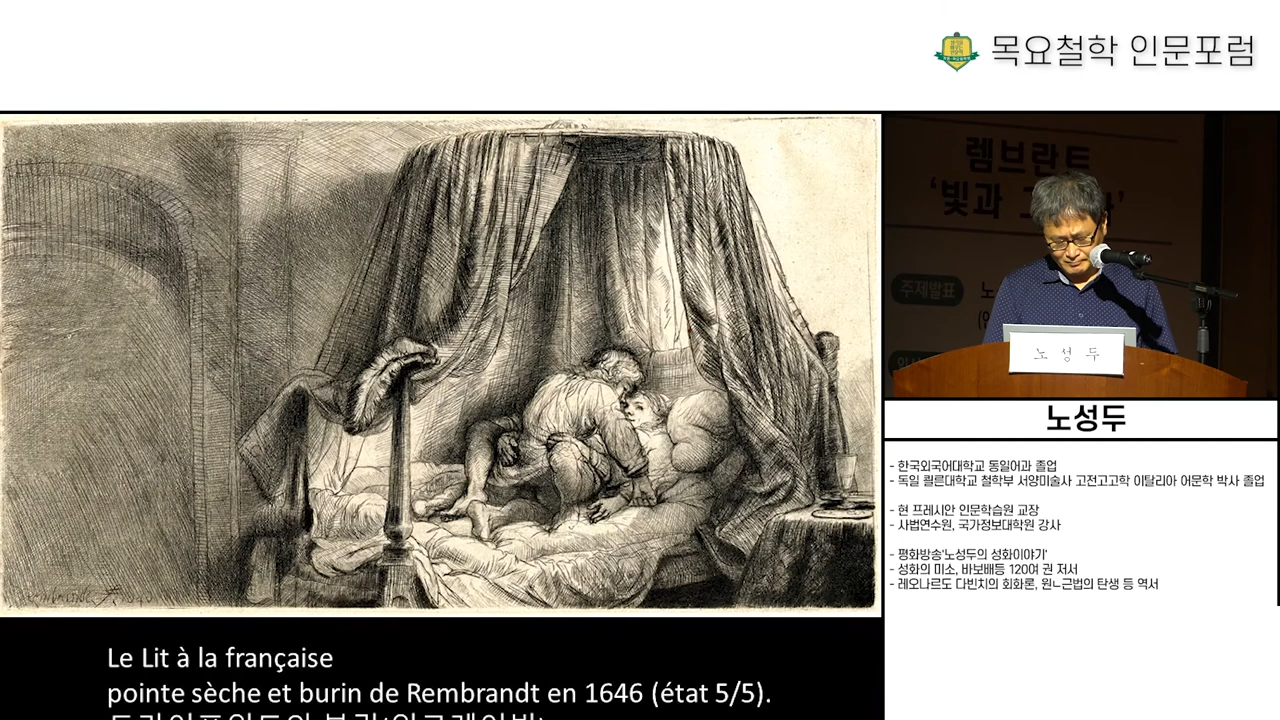 목요철학 인문포럼
렘브란트
주제발표
노성두
노성두
- 한국외국어대학교 독일어과 졸업
- 독일 쾰른대학교 철학부 서양미술사 고전고고학 이탈리아 어문학 박사 졸업
- 현 프레시안 인문학습원 교장
- 사법연수원, 국가정보대학원 강사
- 평화방송'노성두의 성화이야기'
- 성화의 미소, 바보배등 120여 권 저서
- 레오나르도 다빈치의 회화론, 원ㄴ근법의 탄생 등 역서
Le Lit à la française
pointe sèche et burin de Rembrandt en 1646 (état 5/5).